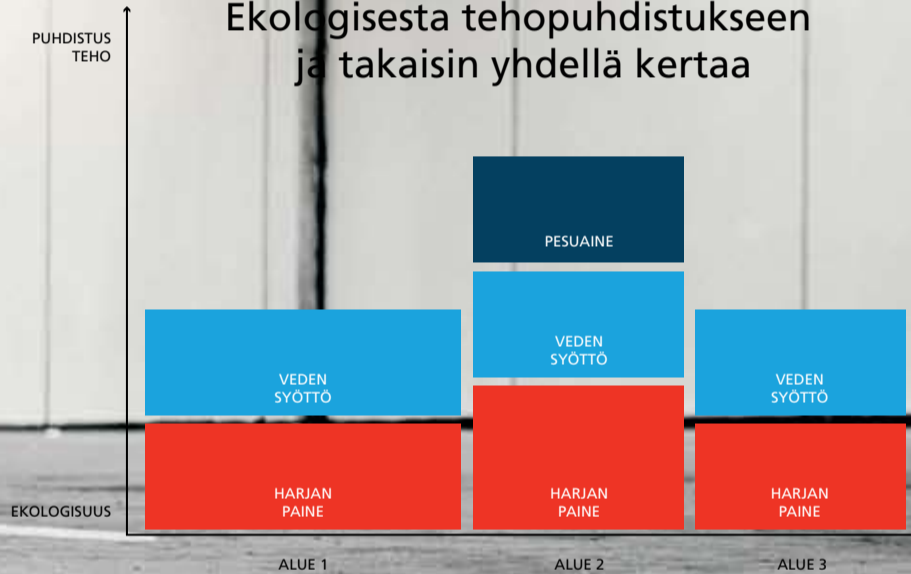 Ekologisesta tehopuhdistukseen
ja takaisin yhdellä kertaa
PUHDISTUS
TEHO
PESUAINE
VEDEN
SYÖTTÖ
VEDEN
SYÖTTÖ
VEDEN
SYÖTTÖ
HARJAN
PAINE
HARJAN
PAINE
HARJAN
PAINE
EKOLOGISUUS
ALUE 1
ALUE 2
ALUE 3